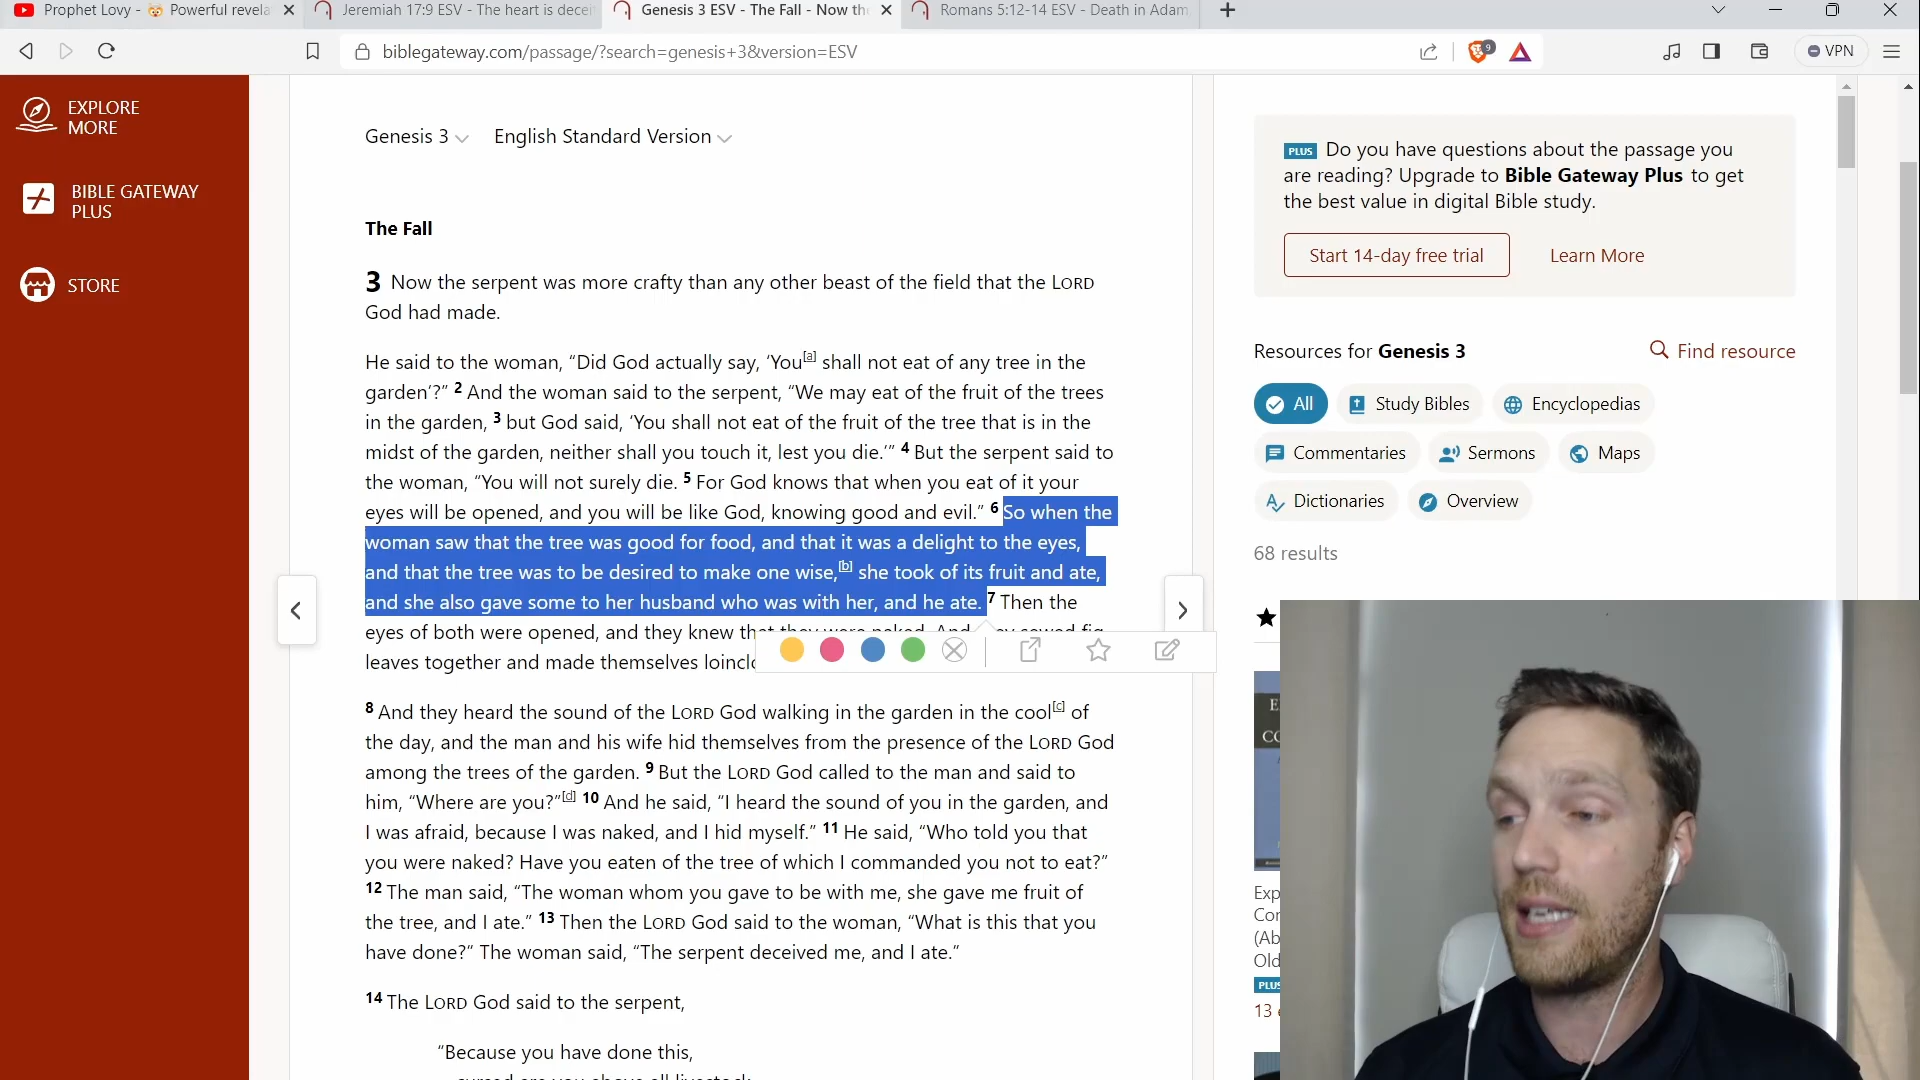 Prophet Lovy - 🤯 Powerful revela
Jeremiah 17:9 ESV - The heart is decei
Genesis 3 ESV - The Fall - Now the
Romans 5:12-14 ESV - Death in Adam,
biblegateway.com/passage/?search=genesis+3&version=ESV
9
VPN
EXPLORE
MORE
BIBLE GATEWAY
PLUS
STORE
Genesis 3
English Standard Version
The Fall
3 Now the serpent was more crafty than any other beast of the field that the LORD
God had made.
He said to the woman, “Did God actually say, ‘You[a] shall not eat of any tree in the
garden’?” 2 And the woman said to the serpent, “We may eat of the fruit of the trees
in the garden, 3 but God said, ‘You shall not eat of the fruit of the tree that is in the
midst of the garden, neither shall you touch it, lest you die.’” 4 But the serpent said to
the woman, “You will not surely die. 5 For God knows that when you eat of it your
eyes will be opened, and you will be like God, knowing good and evil.” 6 So when the
woman saw that the tree was good for food, and that it was a delight to the eyes,
and that the tree was to be desired to make one wise,[b] she took of its fruit and ate,
and she also gave some to her husband who was with her, and he ate. 7 Then the
eyes of both were opened, and they knew that they were naked. And they sewed fig
leaves together and made themselves loinclo
8 And they heard the sound of the LORD God walking in the garden in the cool[c] of
the day, and the man and his wife hid themselves from the presence of the LORD God
among the trees of the garden. 9 But the LORD God called to the man and said to
him, “Where are you?”[d] 10 And he said, “I heard the sound of you in the garden, and
I was afraid, because I was naked, and I hid myself.” 11 He said, “Who told you that
you were naked? Have you eaten of the tree of which I commanded you not to eat?”
12 The man said, “The woman whom you gave to be with me, she gave me fruit of
the tree, and I ate.” 13 Then the LORD God said to the woman, “What is this that you
have done?” The woman said, “The serpent deceived me, and I ate.”
14 The LORD God said to the serpent,
“Because you have done this,
cursed are you above all livestock
PLUS Do you have questions about the passage you
are reading? Upgrade to Bible Gateway Plus to get
the best value in digital Bible study.
Start 14-day free trial
Learn More
Resources for Genesis 3
Find resource
All
Study Bibles
Encyclopedias
Commentaries
Sermons
Maps
Dictionaries
Overview
68 results
E
CO
Exp
Cor
(Ab
Old
PLUS
13